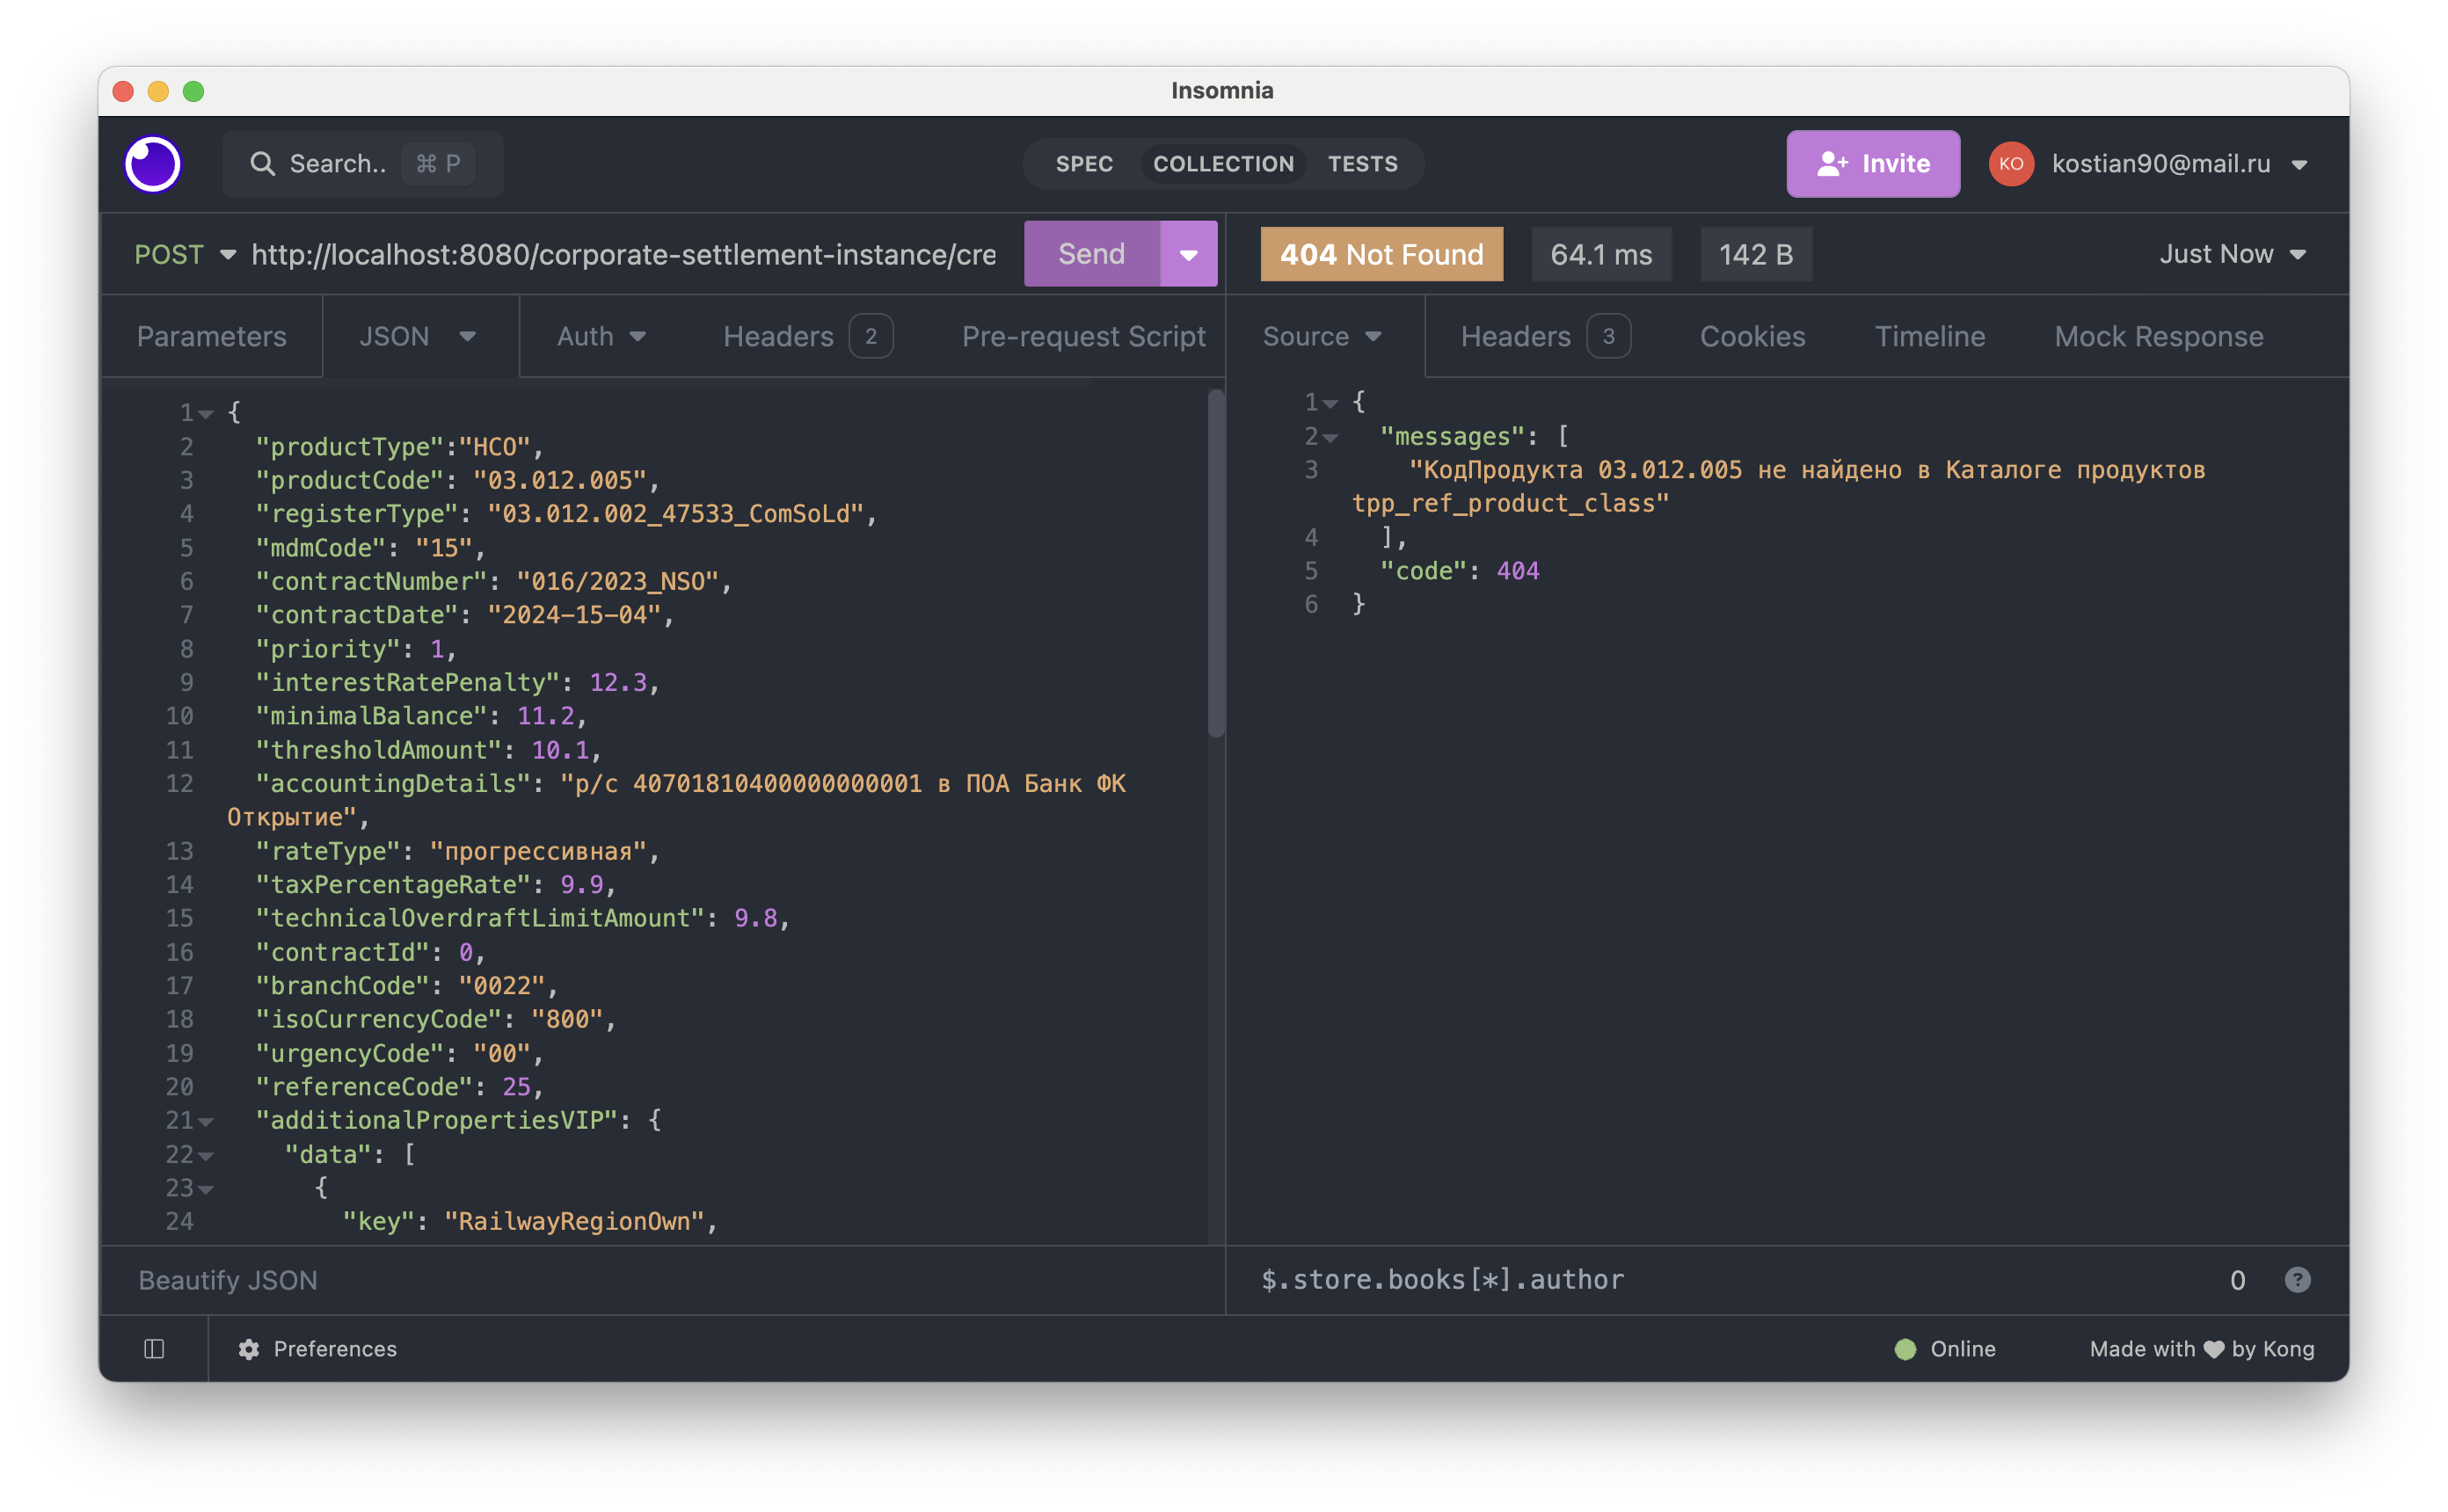 Insomnia
Search.. ⌘ P
SPEC COLLECTION TESTS
Invite
KO kostian90@mail.ru
POST http://localhost:8080/corporate-settlement-instance/cre
Send
404 Not Found 64.1 ms 142 B
Just Now
Parameters JSON Auth Headers 2 Pre-request Script
1 {
2 "productType":"НСО",
3 "productCode": "03.012.005",
4 "registerType": "03.012.002_47533_ComSoLd",
5 "mdmCode": "15",
6 "contractNumber": "016/2023_NSO",
7 "contractDate": "2024-15-04",
8 "priority": 1,
9 "interestRatePenalty": 12.3,
10 "minimalBalance": 11.2,
11 "thresholdAmount": 10.1,
12 "accountingDetails": "р/с 40701810400000000001 в ПОА Банк ФК
Открытие",
13 "rateType": "прогрессивная",
14 "taxPercentageRate": 9.9,
15 "technicalOverdraftLimitAmount": 9.8,
16 "contractId": 0,
17 "branchCode": "0022",
18 "isoCurrencyCode": "800",
19 "urgencyCode": "00",
20 "referenceCode": 25,
21 "additionalPropertiesVIP": {
22 "data": [
23 {
24 "key": "RailwayRegionOwn",
Beautify JSON
Source Headers 3 Cookies Timeline Mock Response
1 {
2 "messages": [
3 "КодПродукта 03.012.005 не найдено в Каталоге продуктов
tpp_ref_product_class"
4 ],
5 "code": 404
6 }
$.store.books[*].author 0 ?
Preferences
Online
Made with ♥ by Kong